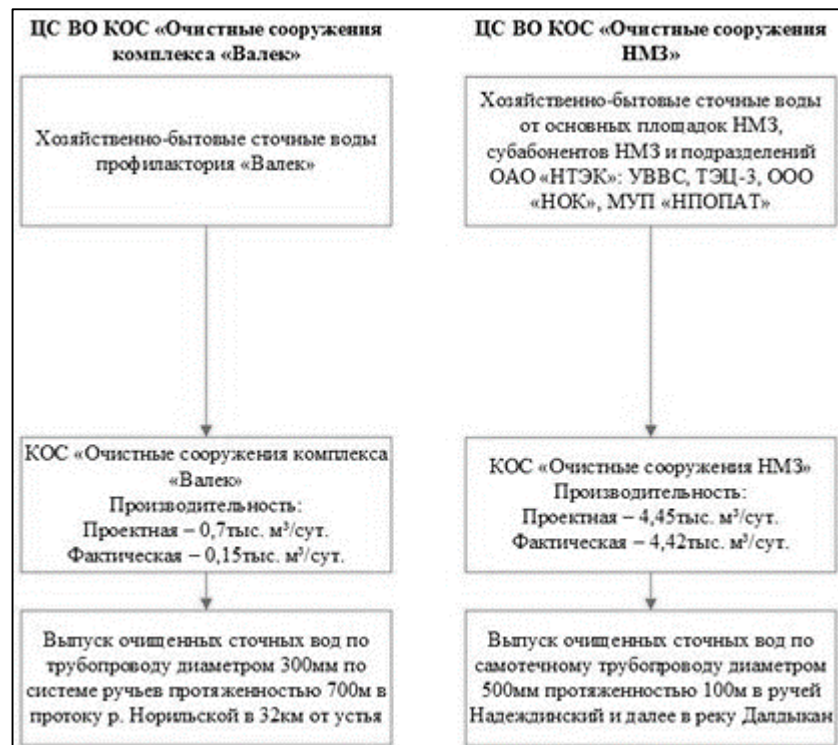 ЦС ВО КОС «Очистные сооружения
комплекса «Валек»
Хозяйственно-бытовые сточные воды
профилактория «Валек»
КОС «Очистные сооружения комплекса
«Валек»
Производительность:
Проектная – 0,7тыс. м³/сут.
Фактическая – 0,15тыс. м³/сут.
Выпуск очищенных сточных вод по
трубопроводу диаметром 300мм по
системе ручьев протяженностью 700м в
протоку р. Норильской в 32км от устья
ЦС ВО КОС «Очистные сооружения
НМЗ»
Хозяйственно-бытовые сточные воды
от основных площадок НМЗ,
субабонентов НМЗ и подразделений
ОАО «НТЭК»: УВВС, ТЭЦ-3, ООО
«НОК», МУП «НПОПАТ»
КОС «Очистные сооружения НМЗ»
Производительность:
Проектная – 4,45тыс. м³/сут.
Фактическая – 4,42тыс. м³/сут.
Выпуск очищенных сточных вод по
самотечному трубопроводу диаметром
500мм протяженностью 100м в ручей
Надеждинский и далее в реку Далдыкан